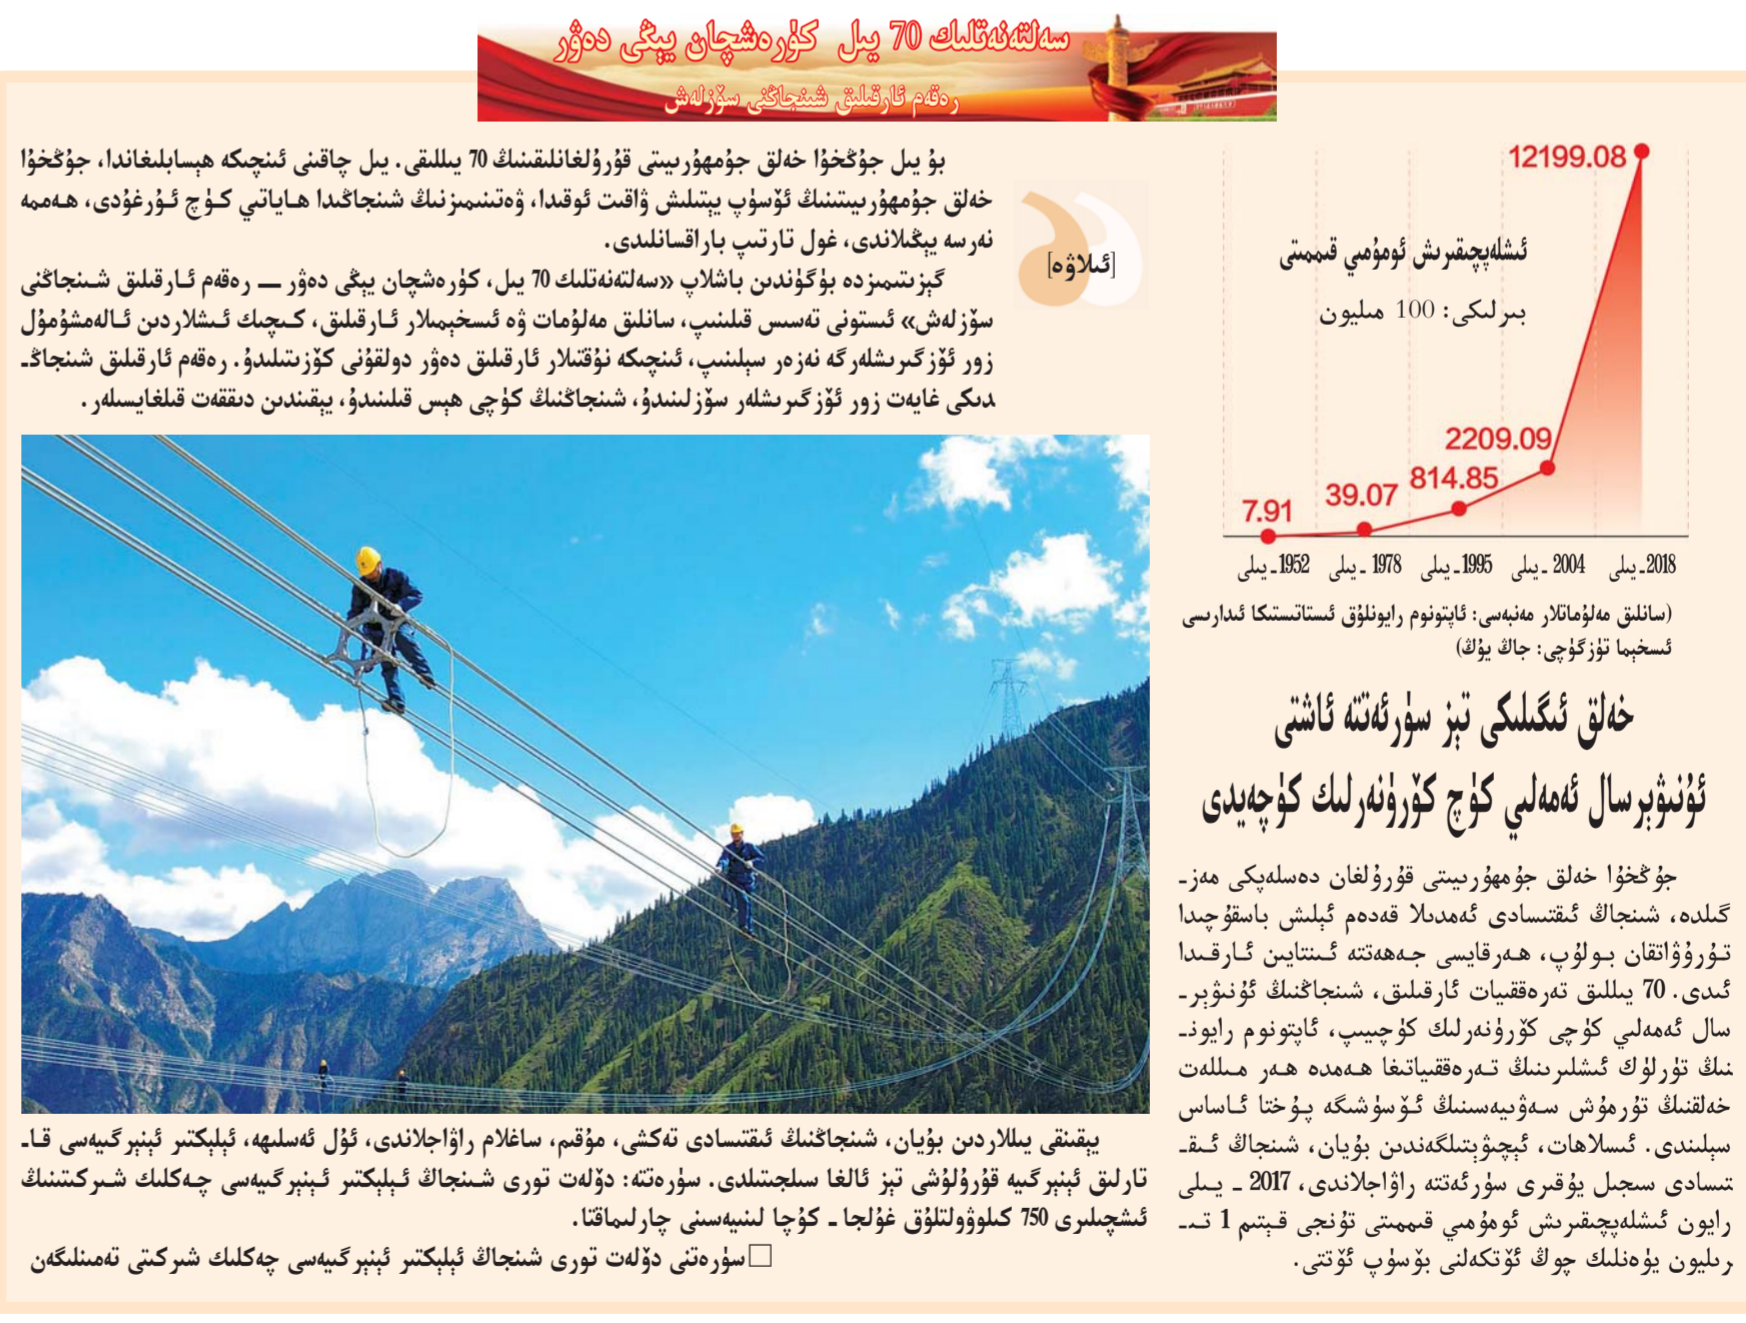 سەلتەنەتلىك 70 يىل كۈرەشچان يېڭى دەۋر
رەقەم ئارقىلىق شىنجاڭنى سۆزلەش
بۇ يىل جۇڭخۇا خەلق جۇمھۇرىيىتى قۇرۇلغانلىقىنىڭ 70 يىللىقى. يىل چاقنى ئىنچىكە ھېسابلىغاندا، جۇڭخۇا
خەلق جۇمھۇرىيىتىنىڭ ئۆسۈپ يېتىلىش ۋاقىت ئوقىدا، ۋەتىنىمىزنىڭ شىنجاڭىدا ھاياتىي كۈچ ئۇرغۇدى، ھەممە
نەرسە يېڭىلاندى، غول تارتىپ باراقسانلىدى.
[ئىلاۋە]
گېزىتىمىزدە بۈگۈندىن باشلاپ «سەلتەنەتلىك 70 يىل، كۈرەشچان يېڭى دەۋر — رەقەم ئارقىلىق شىنجاڭنى
سۆزلەش» ئىستونى تەسىس قىلىنىپ، سانلىق مەلۇمات ۋە ئىسخېمىلار ئارقىلىق، كىچىك ئىشلاردىن ئالەمشۇمۇل
زور ئۆزگىرىشلەرگە نەزەر سېلىنىپ، ئىنچىكە نۇقتىلار ئارقىلىق دەۋر دولقۇنى كۆزىتىلىدۇ. رەقەم ئارقىلىق شىنجاڭ-
دىكى غايەت زور ئۆزگىرىشلەر سۆزلىنىدۇ، شىنجاڭنىڭ كۈچى ھېس قىلىنىدۇ، يېقىندىن دىققەت قىلغايسىلەر.
ئىشلەپچىقىرىش ئومۇمىي قىممىتى
بىرلىكى: 100 مىليون
12199.08
2209.09
814.85
39.07
7.91
1952-يىلى 1978-يىلى 1995-يىلى 2004-يىلى 2018-يىلى
(سانلىق مەلۇماتلار مەنبەسى: ئاپتونوم رايونلۇق ئىستاتىستىكا ئىدارىسى
ئىسخېما تۈزگۈچى: جاڭ يۇڭ)
خەلق ئىگىلىكى تېز سۈرئەتتە ئاشتى
ئۇنىۋېرسال ئەمەلىي كۈچ كۆرۈنەرلىك كۈچەيدى
جۇڭخۇا خەلق جۇمھۇرىيىتى قۇرۇلغان دەسلەپكى مەز-
گىلدە، شىنجاڭ ئىقتىسادى ئەمدىلا قەدەم ئېلىش باسقۇچىدا
تۇرۇۋاتقان بولۇپ، ھەرقايسى جەھەتتە ئىنتايىن ئارقىدا
ئىدى. 70 يىللىق تەرەققىيات ئارقىلىق، شىنجاڭنىڭ ئۇنىۋېر-
سال ئەمەلىي كۈچى كۆرۈنەرلىك كۈچىيىپ، ئاپتونوم رايون-
نىڭ تۈرلۈك ئىشلىرىنىڭ تەرەققىياتىغا ھەمدە ھەر مىللەت
خەلقىنىڭ تۇرمۇش سەۋىيەسىنىڭ ئۆسۈشىگە پۇختا ئاساس
سېلىندى. ئىسلاھات، ئېچىۋېتىلگەندىن بۇيان، شىنجاڭ ئىق-
تىسادى سىجىل يۇقىرى سۈرئەتتە راۋاجلاندى، 2017 - يىلى
رايون ئىشلەپچىقىرىش ئومۇمىي قىممىتى تۇنجى قېتىم 1 ت-
رىليون يۈەنلىك چوڭ ئۆتكەلنى بۆسۈپ ئۆتتى.
يېقىنقى يىللاردىن بۇيان، شىنجاڭنىڭ ئىقتىسادى تەكشى، مۇقىم، ساغلام راۋاجلاندى، ئۇل ئەسلىھە، ئېلېكتىر ئېنېرگىيەسى قا-
تارلىق ئېنېرگىيە قۇرۇلۇشى تېز ئالغا سىلجىتىلدى. سۈرەتتە: دۆلەت تورى شىنجاڭ ئېلېكتىر ئېنېرگىيەسى چەكلىك شىركىتىنىڭ
ئىشچىلىرى 750 كىلوۋولتلۇق غۇلجا - كۇچا لىنىيەسىنى چارلىماقتا.
□سۈرەتنى دۆلەت تورى شىنجاڭ ئېلېكتىر ئېنېرگىيەسى چەكلىك شىركىتى تەمىنلىگەن